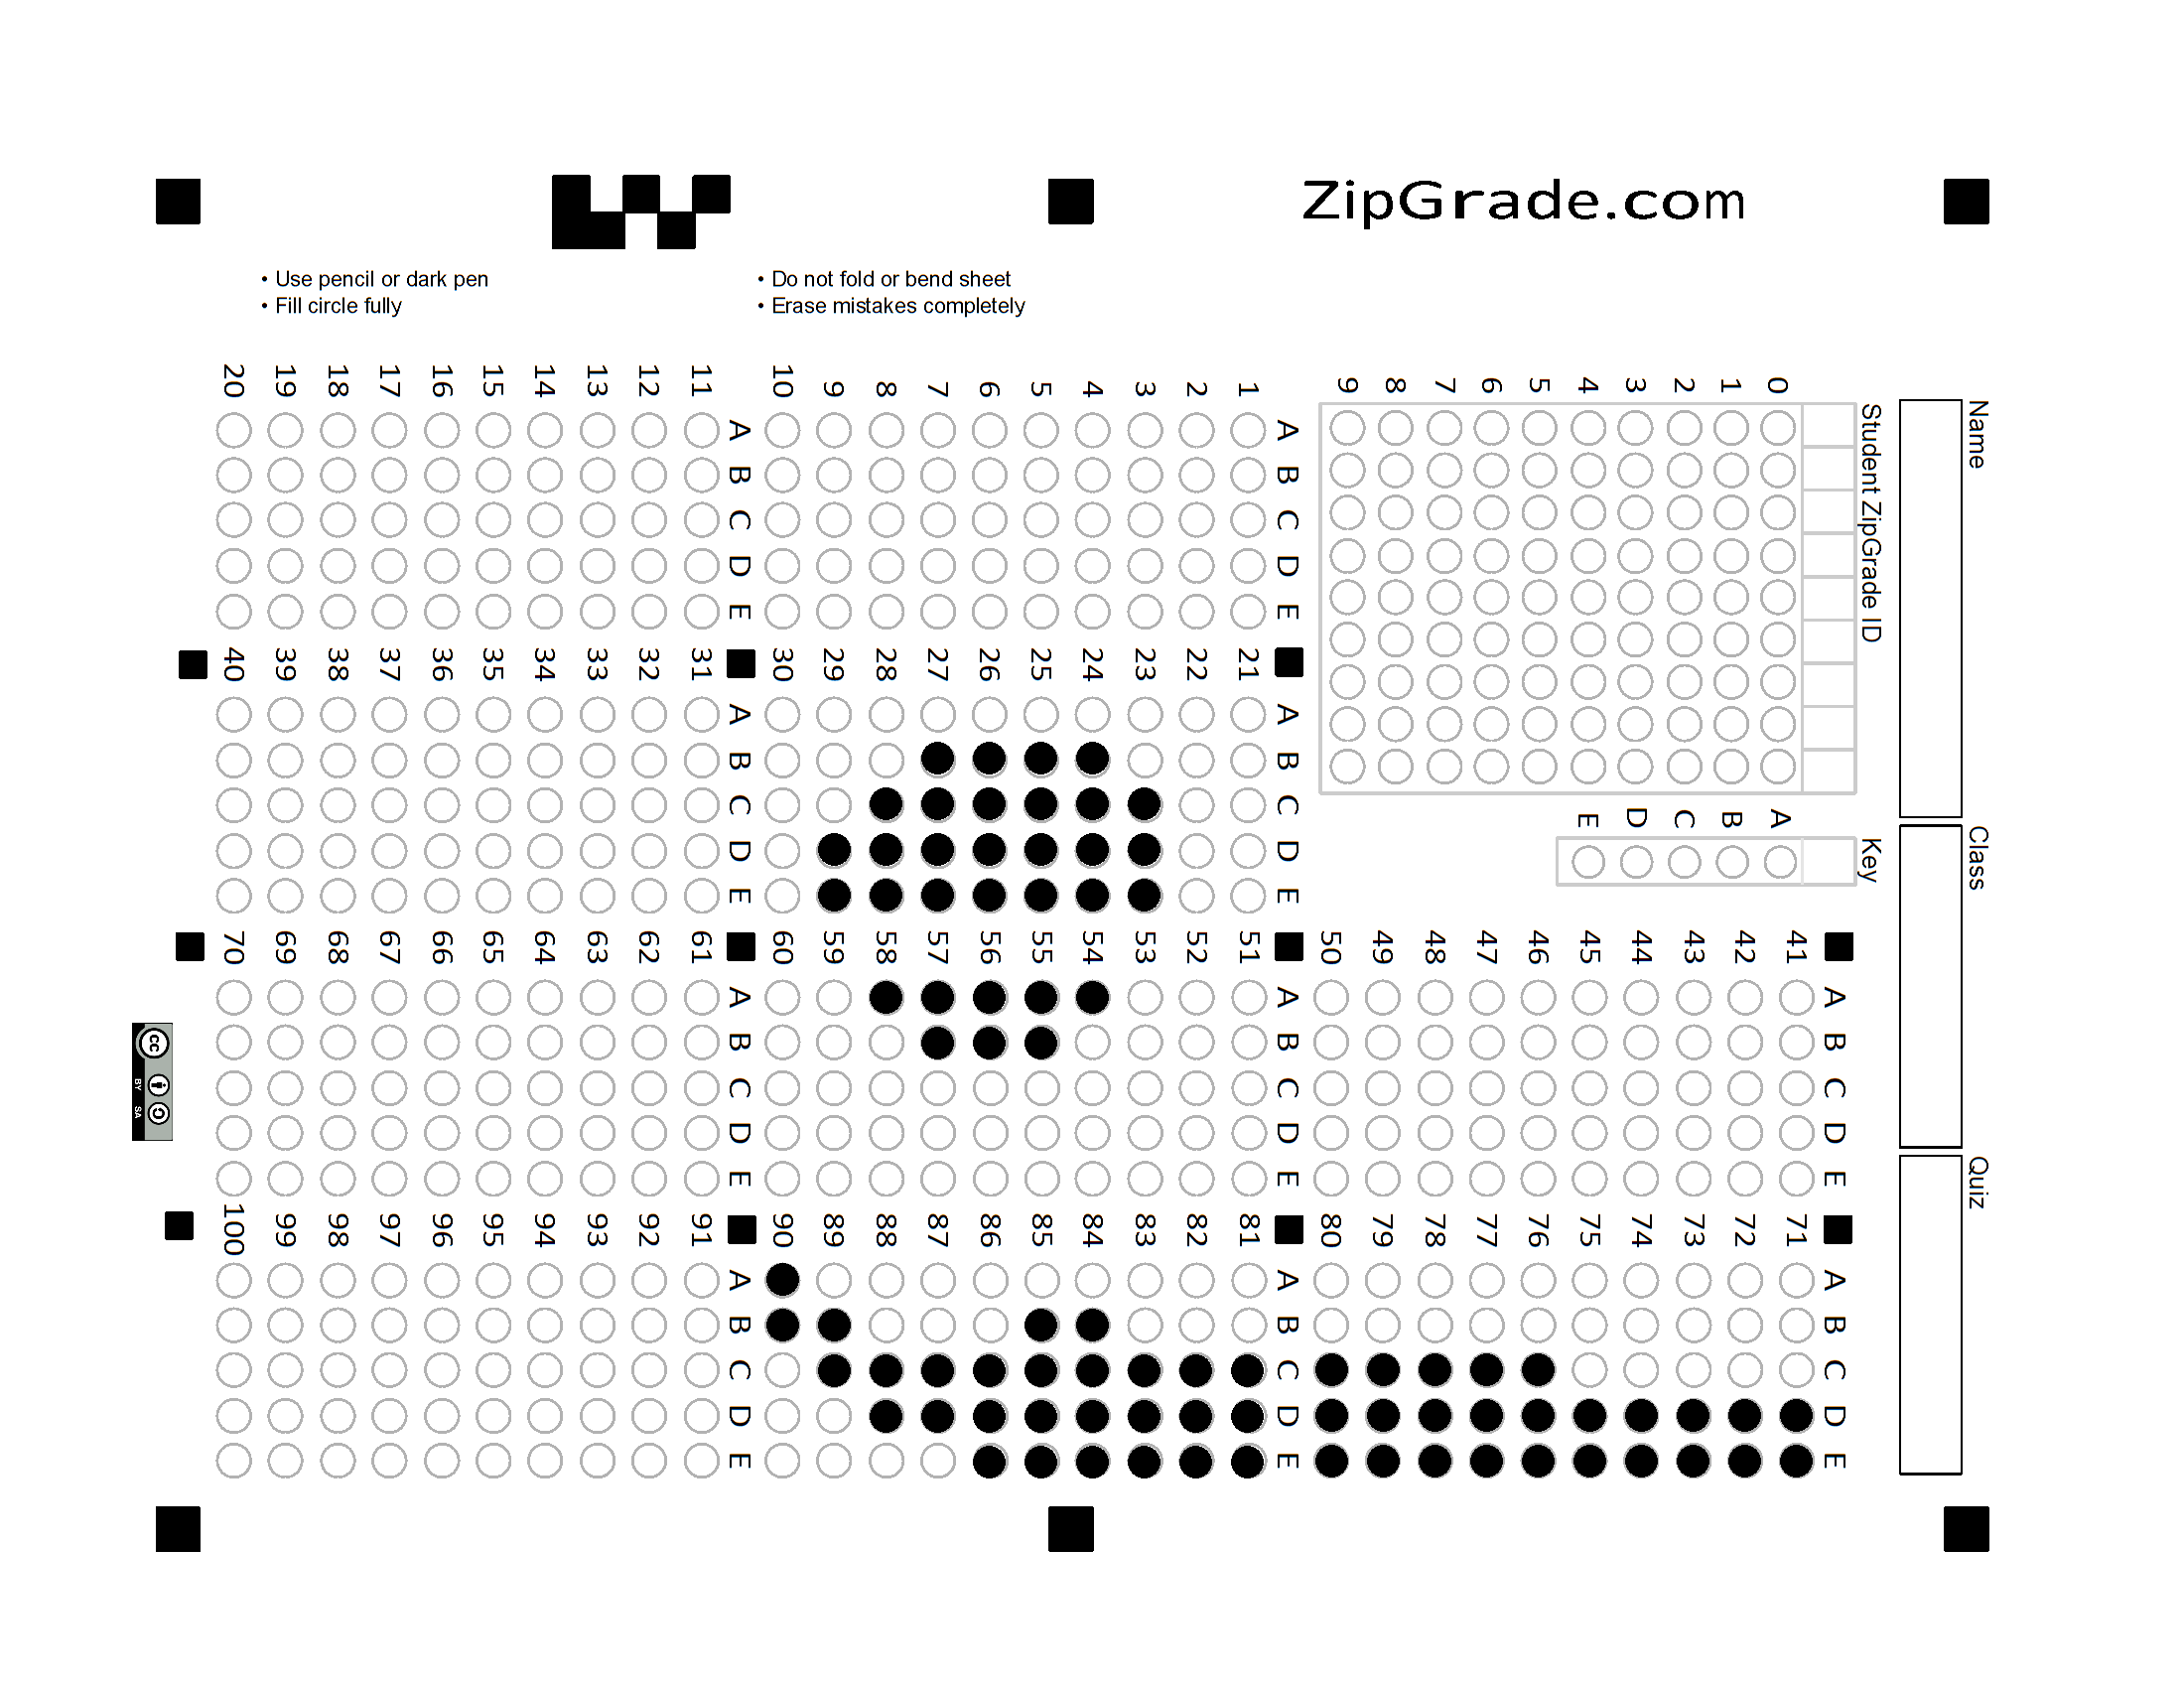 ZipGrade.com
• Use pencil or dark pen
• Fill circle fully
• Do not fold or bend sheet
• Erase mistakes completely
Name
Class
Quiz
Student ZipGrade ID
0 1 2 3 4 5 6 7 8 9
Key
A B C D E
1 2 3 4 5 6 7 8 9 10
A B C D E
11 12 13 14 15 16 17 18 19 20
A B C D E
21 22 23 24 25 26 27 28 29 30
A B C D E
31 32 33 34 35 36 37 38 39 40
A B C D E
41 42 43 44 45 46 47 48 49 50
A B C D E
51 52 53 54 55 56 57 58 59 60
A B C D E
61 62 63 64 65 66 67 68 69 70
A B C D E
71 72 73 74 75 76 77 78 79 80
A B C D E
81 82 83 84 85 86 87 88 89 90
A B C D E
91 92 93 94 95 96 97 98 99 100
A B C D E
cc
BY SA